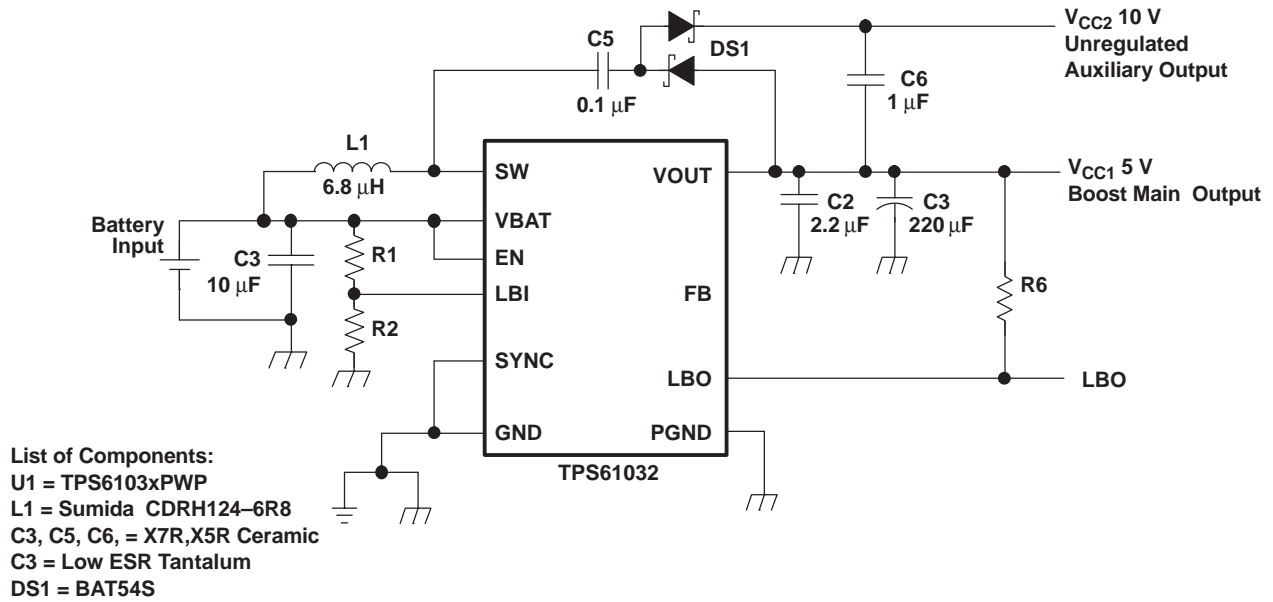 V_CC2 10 V
Unregulated
Auxiliary Output
C5
0.1 μF
DS1
C6
1 μF
L1
6.8 μH
SW
VOUT
V_CC1 5 V
Boost Main Output
C2
2.2 μF
C3
220 μF
Battery
Input
VBAT
C3
10 μF
R1
EN
LBI
FB
R6
R2
SYNC
LBO
LBO
GND
PGND
TPS61032
List of Components:
U1 = TPS6103xPWP
L1 = Sumida CDRH124–6R8
C3, C5, C6, = X7R,X5R Ceramic
C3 = Low ESR Tantalum
DS1 = BAT54S